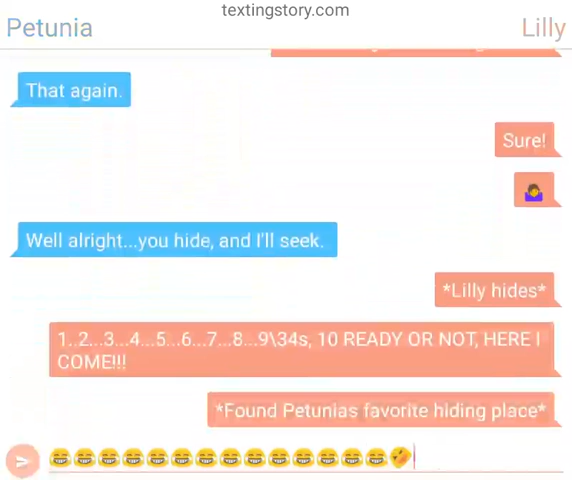 textingstory.com
Petunia
Lilly
That again.
Sure!
🤷‍♀️
Well alright...you hide, and I'll seek.
*Lilly hides*
1..2...3...4...5...6...7...8...9\34s, 10 READY OR NOT, HERE I
COME!!!
*Found Petunias favorite hiding place*
😂😂😂😂😂😂😂😂😂😂😂😂😂😂🤣